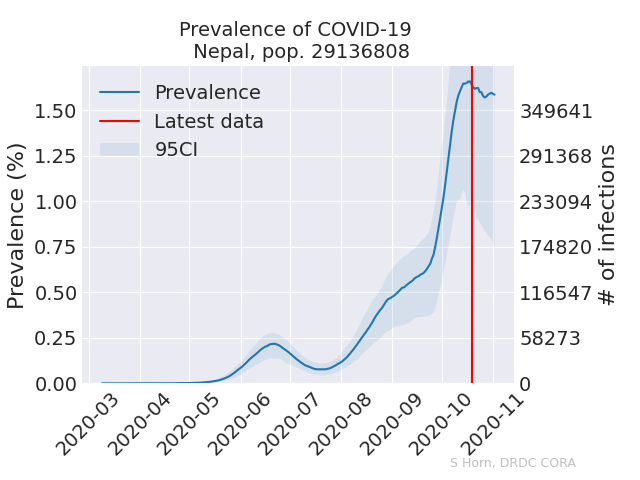 Prevalence of COVID-19
Nepal, pop. 29136808
Prevalence
Latest data
95CI
Prevalence (%)
1.50
1.25
1.00
0.75
0.50
0.25
0.00
349641
291368
233094
174820
116547
58273
0
# of infections
2020-03
2020-04
2020-05
2020-06
2020-07
2020-08
2020-09
2020-10
2020-11
S Horn, DRDC CORA